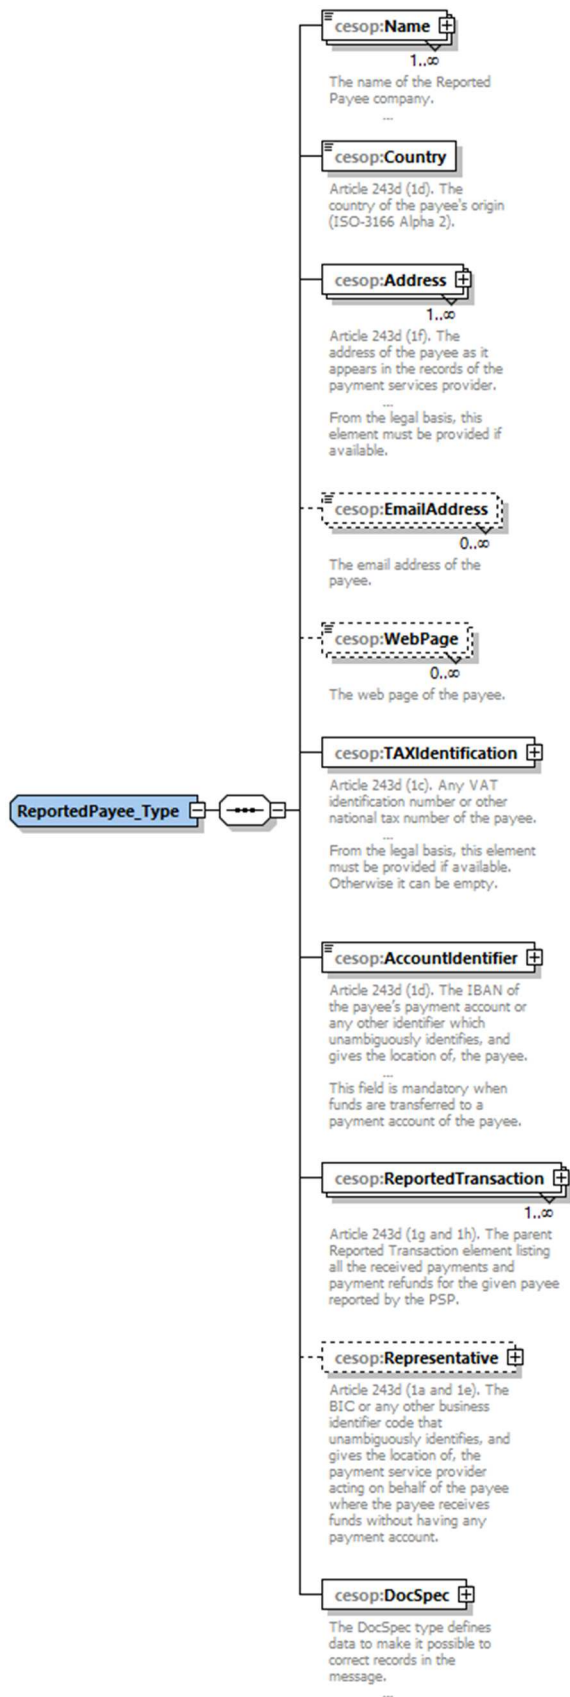 cesop:Name
1..∞
The name of the Reported
Payee company.
...
cesop:Country
Article 243d (1d). The
country of the payee's origin
(ISO-3166 Alpha 2).
cesop:Address
1..∞
Article 243d (1f). The
address of the payee as it
appears in the records of the
payment services provider.
...
From the legal basis, this
element must be provided if
available.
cesop:EmailAddress
0..∞
The email address of the
payee.
cesop:WebPage
0..∞
The web page of the payee.
cesop:TAXIdentification
Article 243d (1c). Any VAT
identification number or other
national tax number of the payee.
...
From the legal basis, this element
must be provided if available.
Otherwise it can be empty.
ReportedPayee_Type
cesop:AccountIdentifier
Article 243d (1d). The IBAN of
the payee's payment account or
any other identifier which
unambiguously identifies, and
gives the location of, the payee.
...
This field is mandatory when
funds are transferred to a
payment account of the payee.
cesop:ReportedTransaction
1..∞
Article 243d (1g and 1h). The parent
Reported Transaction element listing
all the received payments and
payment refunds for the given payee
reported by the PSP.
cesop:Representative
Article 243d (1a and 1e). The
BIC or any other business
identifier code that
unambiguously identifies, and
gives the location of, the
payment service provider
acting on behalf of the payee
where the payee receives
funds without having any
payment account.
cesop:DocSpec
The DocSpec type defines
data to make it possible to
correct records in the
message.
...